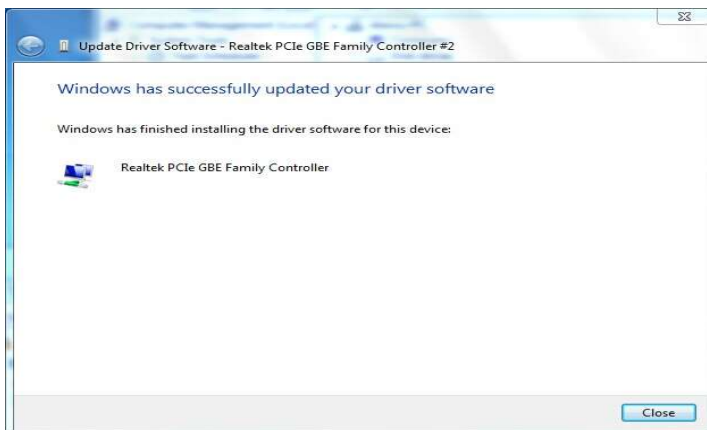 Update Driver Software - Realtek PCIe GBE Family Controller #2
Windows has successfully updated your driver software
Windows has finished installing the driver software for this device:
Realtek PCIe GBE Family Controller
Close